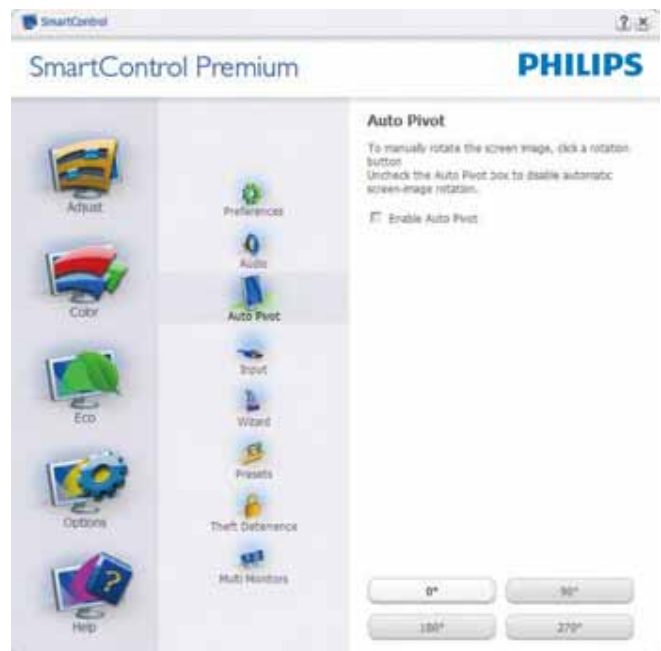 SmartControl
? X
SmartControl Premium
PHILIPS
Adjust
Color
Eco
Options
Help
Preferences
Audio
Auto Pivot
Input
Wizard
Presets
Theft Deterrence
Multi Monitors
Auto Pivot
To manually rotate the screen image, click a rotation
button
Uncheck the Auto Pivot box to disable automatic
screen-image rotation.
Enable Auto Pivot
0°
90°
180°
270°